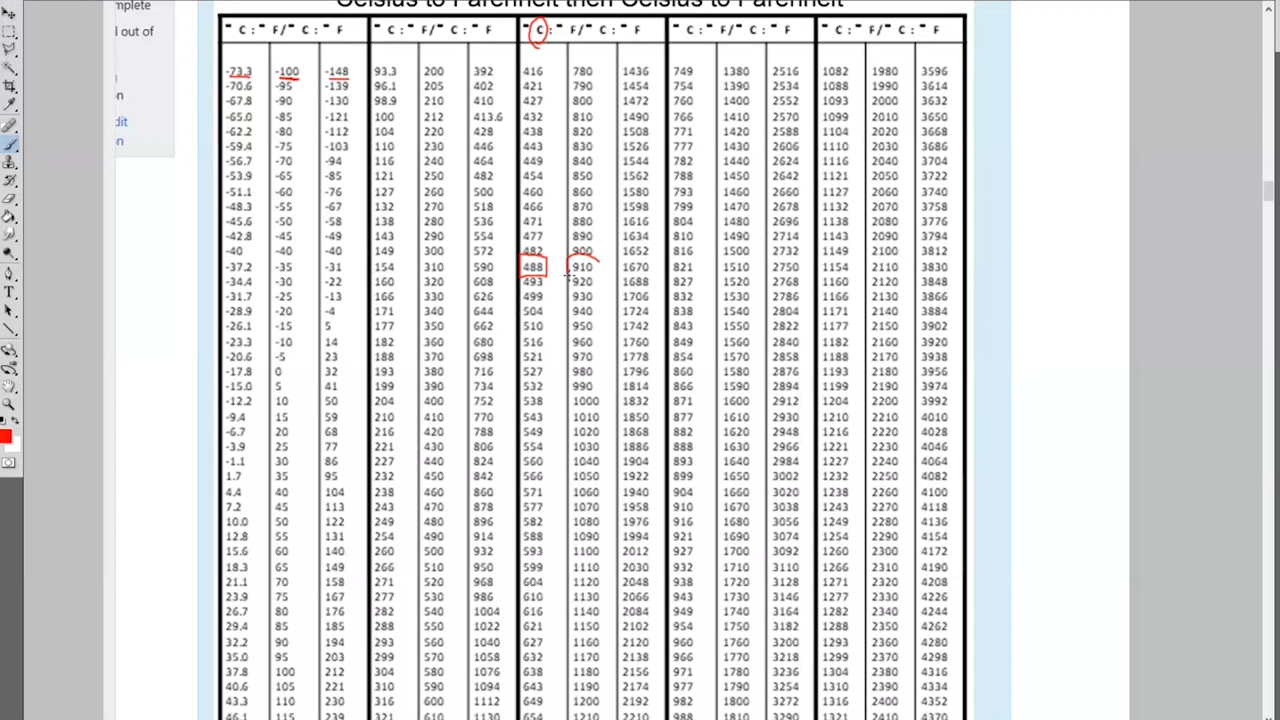 Celsius to Farenheit then Celsius to Farenheit
mplete
d out of
n
dit
n
° C : ° F/° C : ° F ° C : ° F/° C : ° F ° C : ° F/° C : ° F ° C : ° F/° C : ° F ° C : ° F/° C : ° F
-73.3 -100 -148 93.3 200 392 416 780 1436 749 1380 2516 1082 1980 3596
-70.6 -95 -139 96.1 205 402 421 790 1454 754 1390 2534 1088 1990 3614
-67.8 -90 -130 98.9 210 410 427 800 1472 760 1400 2552 1093 2000 3632
-65.0 -85 -121 100 212 413.6 432 810 1490 766 1410 2570 1099 2010 3650
-62.2 -80 -112 104 220 428 438 820 1508 771 1420 2588 1104 2020 3668
-59.4 -75 -103 110 230 446 443 830 1526 777 1430 2606 1110 2030 3686
-56.7 -70 -94 116 240 464 449 840 1544 782 1440 2624 1116 2040 3704
-53.9 -65 -85 121 250 482 454 850 1562 788 1450 2642 1121 2050 3722
-51.1 -60 -76 127 260 500 460 860 1580 793 1460 2660 1127 2060 3740
-48.3 -55 -67 132 270 518 466 870 1598 799 1470 2678 1132 2070 3758
-45.6 -50 -58 138 280 536 471 880 1616 804 1480 2696 1138 2080 3776
-42.8 -45 -49 143 290 554 477 890 1634 810 1490 2714 1143 2090 3794
-40 -40 -40 149 300 572 482 900 1652 816 1500 2732 1149 2100 3812
-37.2 -35 -31 154 310 590 488 910 1670 821 1510 2750 1154 2110 3830
-34.4 -30 -22 160 320 608 493 920 1688 827 1520 2768 1160 2120 3848
-31.7 -25 -13 166 330 626 499 930 1706 832 1530 2786 1166 2130 3866
-28.9 -20 -4 171 340 644 504 940 1724 838 1540 2804 1171 2140 3884
-26.1 -15 5 177 350 662 510 950 1742 843 1550 2822 1177 2150 3902
-23.3 -10 14 182 360 680 516 960 1760 849 1560 2840 1182 2160 3920
-20.6 -5 23 188 370 698 521 970 1778 854 1570 2858 1188 2170 3938
-17.8 0 32 193 380 716 527 980 1796 860 1580 2876 1193 2180 3956
-15.0 5 41 199 390 734 532 990 1814 866 1590 2894 1199 2190 3974
-12.2 10 50 204 400 752 538 1000 1832 871 1600 2912 1204 2200 3992
-9.4 15 59 210 410 770 543 1010 1850 877 1610 2930 1210 2210 4010
-6.7 20 68 216 420 788 549 1020 1868 882 1620 2948 1216 2220 4028
-3.9 25 77 221 430 806 554 1030 1886 888 1630 2966 1221 2230 4046
-1.1 30 86 227 440 824 560 1040 1904 893 1640 2984 1227 2240 4064
1.7 35 95 232 450 842 566 1050 1922 899 1650 3002 1232 2250 4082
4.4 40 104 238 460 860 571 1060 1940 904 1660 3020 1238 2260 4100
7.2 45 113 243 470 878 577 1070 1958 910 1670 3038 1243 2270 4118
10.0 50 122 249 480 896 582 1080 1976 916 1680 3056 1249 2280 4136
12.8 55 131 254 490 914 588 1090 1994 921 1690 3074 1254 2290 4154
15.6 60 140 260 500 932 593 1100 2012 927 1700 3092 1260 2300 4172
18.3 65 149 266 510 950 599 1110 2030 932 1710 3110 1266 2310 4190
21.1 70 158 271 520 968 604 1120 2048 938 1720 3128 1271 2320 4208
23.9 75 167 277 530 986 610 1130 2066 943 1730 3146 1277 2330 4226
26.7 80 176 282 540 1004 616 1140 2084 949 1740 3164 1282 2340 4244
29.4 85 185 288 550 1022 621 1150 2102 954 1750 3182 1288 2350 4262
32.2 90 194 293 560 1040 627 1160 2120 960 1760 3200 1293 2360 4280
35.0 95 203 299 570 1058 632 1170 2138 966 1770 3218 1299 2370 4298
37.8 100 212 304 580 1076 638 1180 2156 971 1780 3236 1304 2380 4316
40.6 105 221 310 590 1094 643 1190 2174 977 1790 3254 1310 2390 4334
43.3 110 230 316 600 1112 649 1200 2192 982 1800 3272 1316 2400 4352
46.1 115 239 321 610 1130 654 1210 2210 988 1810 3290 1321 2410 4370